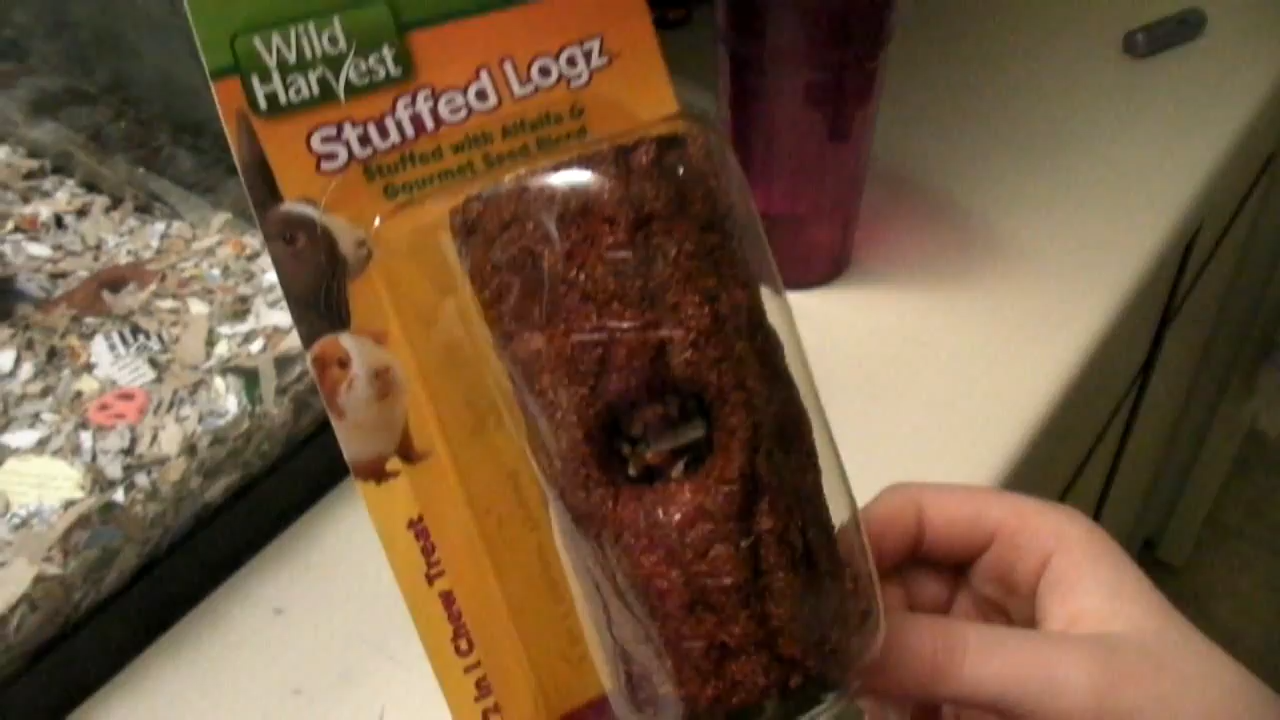 Wild
Harvest
Stuffed Logz
Stuffed with Alfalfa &
Gourmet Seed Blend
2 In 1 Chew Treat